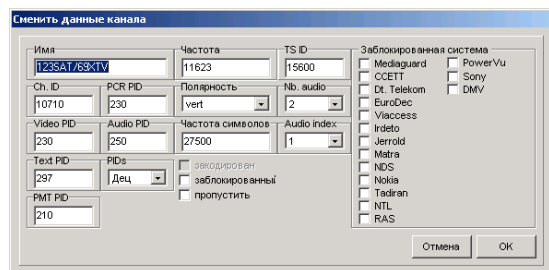 Сменить данные канала
Имя Частота TS ID Заблокированная система
123SAT/69XTV 11623 15600
Mediaguard PowerVu
CCETT Sony
Ch. ID PCR PID Полярность Nb. audio
Dt. Telekom DMV
10710 230 vert 2
EuroDec
Viaccess
Video PID Audio PID Частота символов Audio index
Irdeto
230 250 27500 1
Jerrold
Matra
Text PID PIDs закодирован
NDS
297 Дец заблокированный
Nokia
пропустить
Tadiran
PMT PID
NTL
210
RAS
Отмена OK